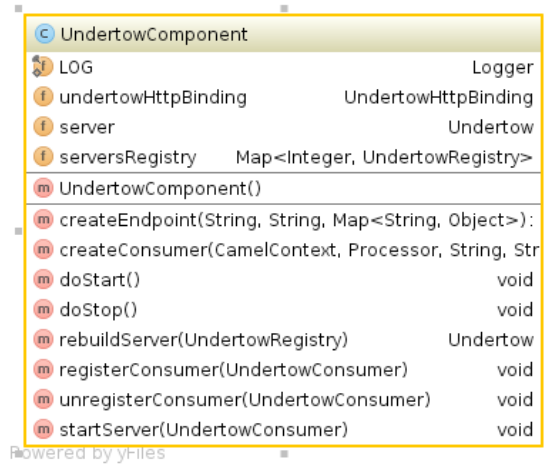 C UndertowComponent
f LOG Logger
f undertowHttpBinding UndertowHttpBinding
f server Undertow
f serversRegistry Map<Integer, UndertowRegistry>
m UndertowComponent()
m createEndpoint(String, String, Map<String, Object>):
m createConsumer(CamelContext, Processor, String, Str
m doStart() void
m doStop() void
m rebuildServer(UndertowRegistry) Undertow
m registerConsumer(UndertowConsumer) void
m unregisterConsumer(UndertowConsumer) void
m startServer(UndertowConsumer) void
Powered by yFiles